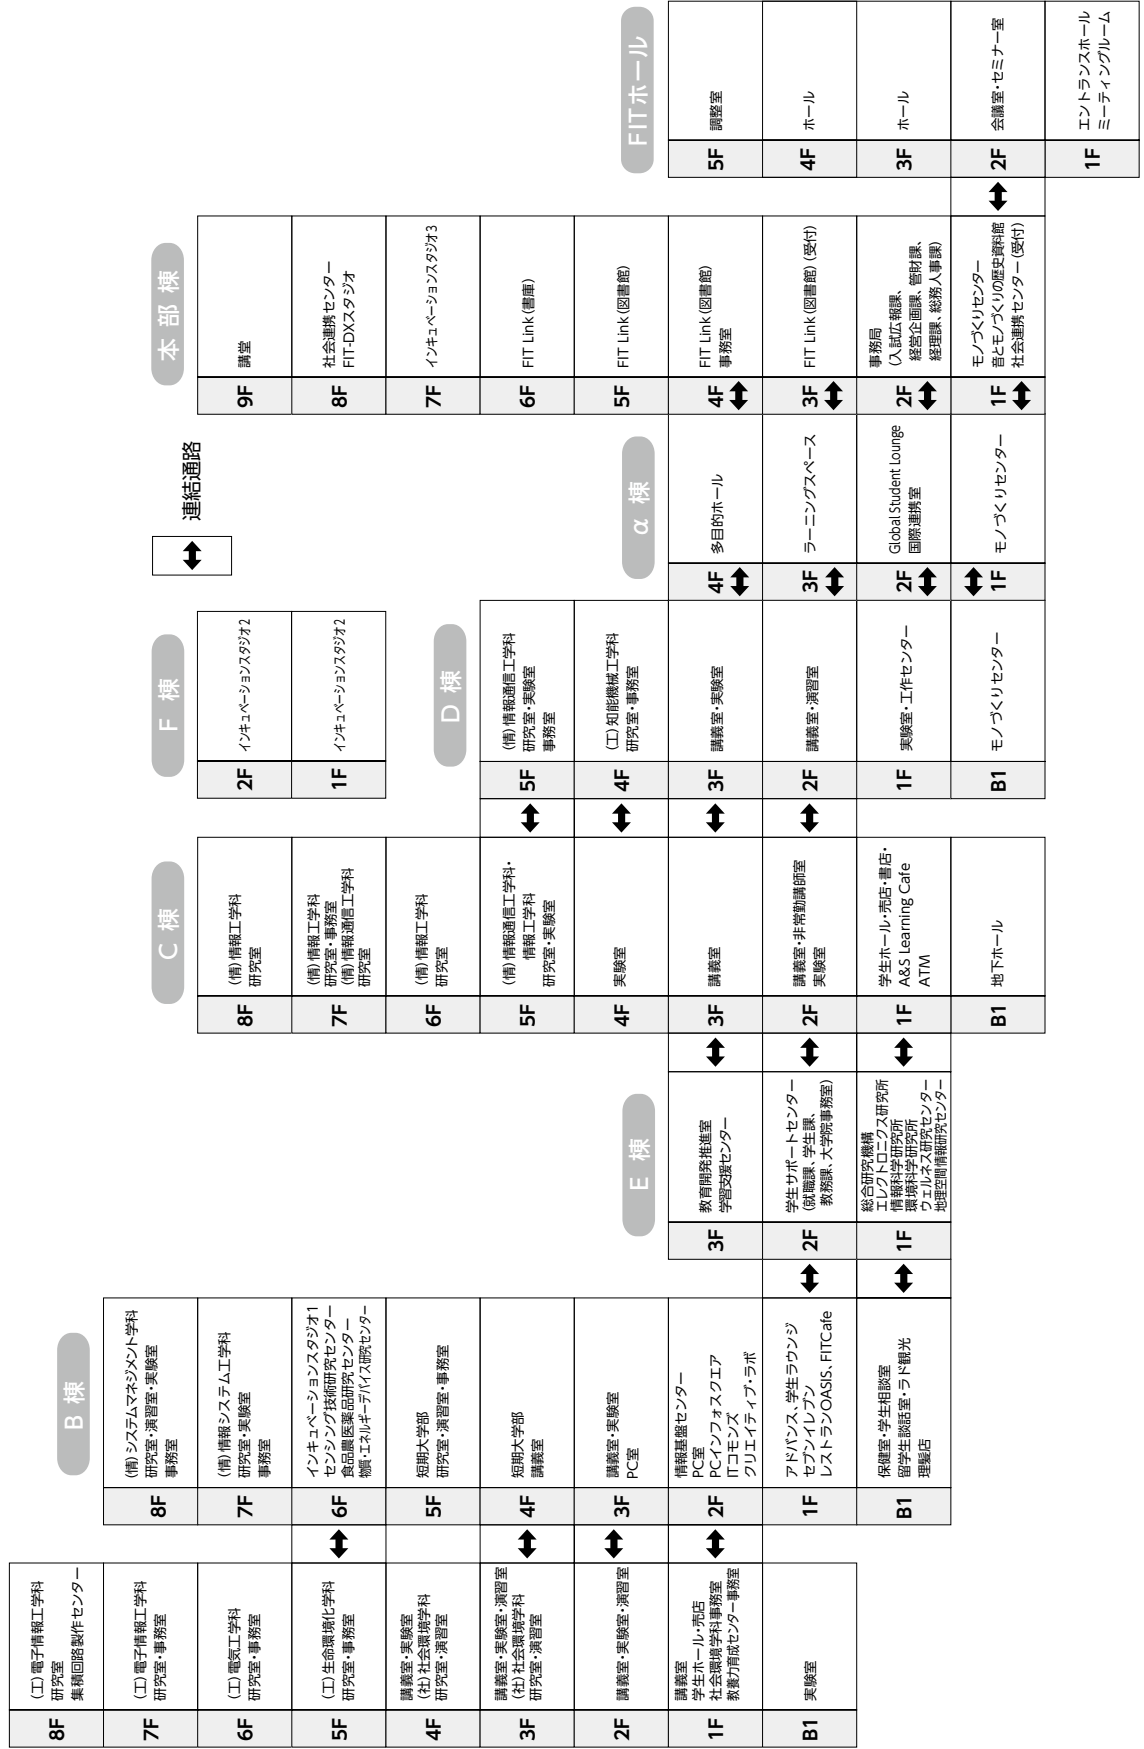 連結通路
8F
(工)電子情報工学科
研究室
集積回路製作センター
7F
(工)電子情報工学科
研究室・事務室
6F
(工)電気工学科
研究室・事務室
5F
(工)生命環境化学科
研究室・事務室
4F
講義室・実験室
(社)社会環境学科
研究室・演習室
3F
講義室・実験室・演習室
(社)社会環境学科
研究室・演習室
2F
講義室・実験室・演習室
1F
講義室
学生ホール・売店
社会環境学科事務室
教養力育成センター事務室
B1
実験室
B 棟
8F
(情)システムマネジメント学科
研究室・演習室・実験室
事務室
7F
(情)情報システム工学科
研究室・実験室
事務室
6F
インキュベーションスタジオ1
センシング技術研究センター
食品農医薬品研究センター
物質・エネルギーデバイス研究センター
5F
短期大学部
研究室・演習室・事務室
4F
短期大学部
講義室
3F
講義室・実験室
PC室
2F
情報基盤センター
PC室
PCインフォスクエア
ITコモンズ
クリエイティブ・ラボ
1F
アドバンス、学生ラウンジ
セブンイレブン
レストランOASIS、FITCafe
B1
保健室・学生相談室
留学生談話室・ラド観光
理髪店
E 棟
3F
教育開発推進室
学習支援センター
2F
学生サポートセンター
(就職課、学生課、
教務課、大学院事務室)
1F
総合研究機構
エレクトロニクス研究所
情報科学研究所
環境科学研究所
ウェルネス研究センター
地理空間情報研究センター
C 棟
8F
(情)情報工学科
研究室
7F
(情)情報工学科
研究室・事務室
(情)情報通信工学科
研究室
6F
(情)情報工学科
研究室
5F
(情)情報通信工学科・
情報工学科
研究室・実験室
4F
実験室
3F
講義室
2F
講義室・非常勤講師室
実験室
1F
学生ホール・売店・書店・
A&S Learning Cafe
ATM
B1
地下ホール
F 棟
2F
インキュベーションスタジオ2
1F
インキュベーションスタジオ2
D 棟
5F
(情)情報通信工学科
研究室・実験室
事務室
4F
(工)知能機械工学科
研究室・事務室
3F
講義室・実験室
2F
講義室・演習室
1F
実験室・工作センター
B1
モノづくりセンター
α 棟
4F
多目的ホール
3F
ラーニングスペース
2F
Global Student Lounge
国際連携室
1F
モノづくりセンター
本 部 棟
9F
講堂
8F
社会連携センター
FIT-DXスタジオ
7F
インキュベーションスタジオ3
6F
FIT Link(書庫)
5F
FIT Link(図書館)
4F
FIT Link(図書館)
事務室
3F
FIT Link(図書館)(受付)
2F
事務局
(入試広報課、
経営企画課、管財課、
経理課、総務人事課)
1F
モノづくりセンター
音とモノづくりの歴史資料館
社会連携センター(受付)
FITホール
5F
調整室
4F
ホール
3F
ホール
2F
会議室・セミナー室
1F
エントランスホール
ミーティングルーム